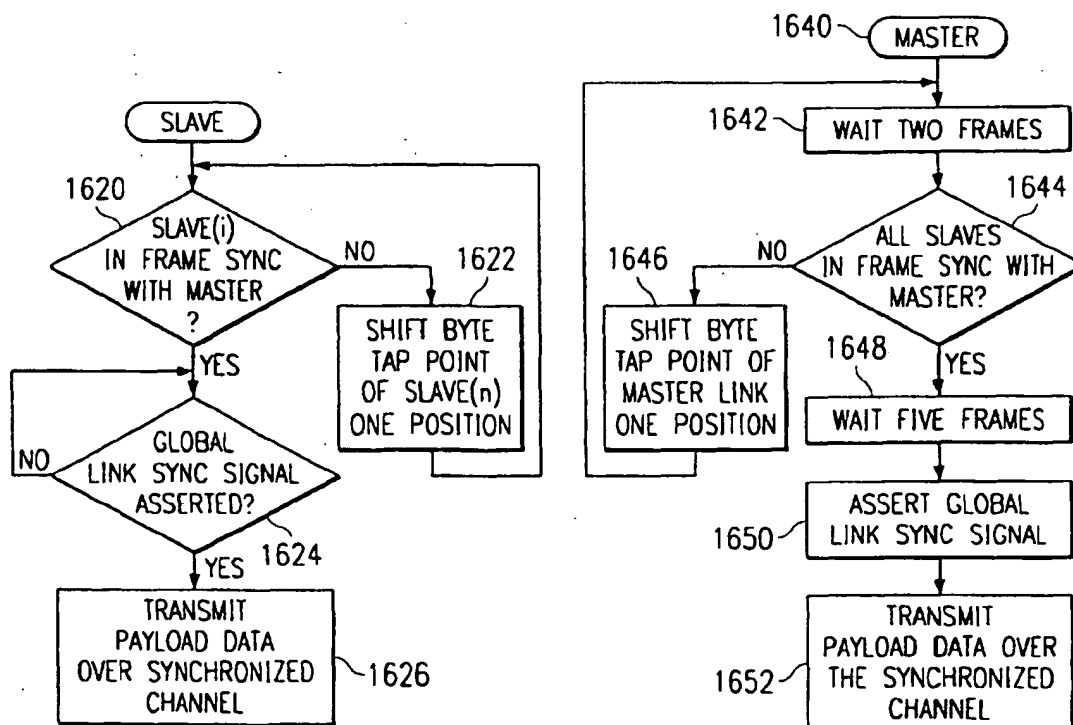 SLAVE
1620
SLAVE(i)
IN FRAME SYNC
WITH MASTER
?
NO
YES
1622
SHIFT BYTE
TAP POINT
OF SLAVE(n)
ONE POSITION
GLOBAL
LINK SYNC SIGNAL
ASSERTED?
NO
1624
YES
TRANSMIT
PAYLOAD DATA
OVER SYNCHRONIZED
CHANNEL
1626
1640
MASTER
1642
WAIT TWO FRAMES
1644
ALL SLAVES
IN FRAME SYNC WITH
MASTER?
NO
1646
SHIFT BYTE
TAP POINT OF
MASTER LINK
ONE POSITION
YES
1648
WAIT FIVE FRAMES
ASSERT GLOBAL
LINK SYNC SIGNAL
1650
TRANSMIT
PAYLOAD DATA OVER
THE SYNCHRONIZED
CHANNEL
1652